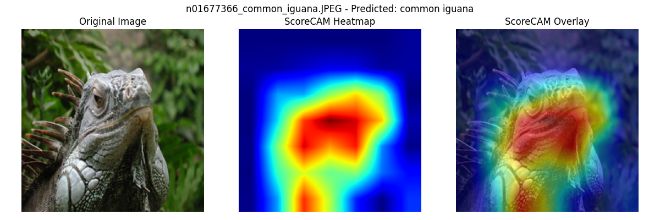 n01677366_common_iguana.JPEG - Predicted: common iguana
Original Image
ScoreCAM Heatmap
ScoreCAM Overlay